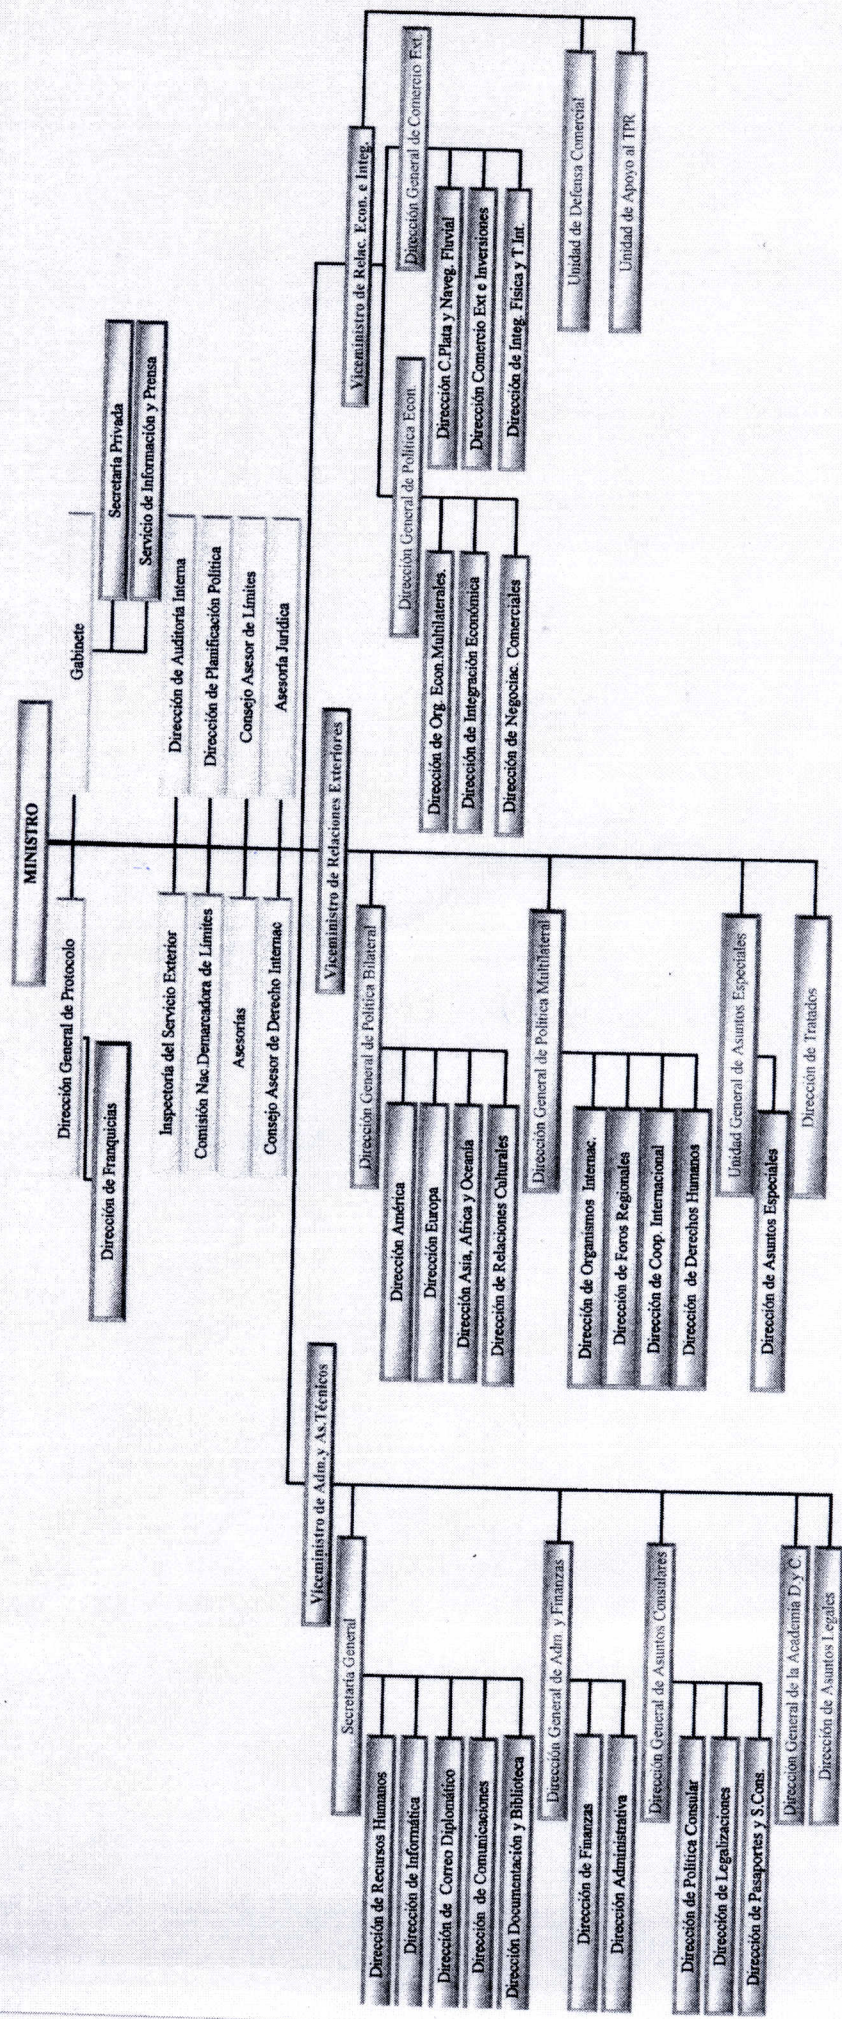 MINISTRO
Dirección General de Protocolo
Gabinete
Dirección de Franquicias
Secretaría Privada
Servicio de Información y Prensa
Inspectoría del Servicio Exterior
Dirección de Auditoría Interna
Comisión Nac.Demarcadora de Límites
Dirección de Planificación Política
Asesorías
Consejo Asesor de Límites
Consejo Asesor de Derecho Internac
Asesoría Jurídica
Viceministro de Adm.y As.Técnicos
Secretaría General
Dirección de Recursos Humanos
Dirección de Informática
Dirección de Correo Diplomático
Dirección de Comunicaciones
Dirección Documentación y Biblioteca
Dirección General de Adm. y Finanzas
Dirección de Finanzas
Dirección Administrativa
Dirección General de Asuntos Consulares
Dirección de Política Consular
Dirección de Legalizaciones
Dirección de Pasaportes y S.Cons.
Dirección General de la Academia D.y C.
Dirección de Asuntos Legales
Viceministro de Relaciones Exteriores
Dirección General de Política Bilateral
Dirección América
Dirección Europa
Dirección Asia, Africa y Oceanía
Dirección de Relaciones Culturales
Dirección General de Política Multilateral
Dirección de Organismos Internac.
Dirección de Foros Regionales
Dirección de Coop. Internacional
Dirección de Derechos Humanos
Unidad General de Asuntos Especiales
Dirección de Asuntos Especiales
Dirección de Tratados
Viceministro de Relac. Econ. e Integ.
Dirección General de Política Econ.
Dirección de Org. Econ.Multilaterales.
Dirección de Integración Económica
Dirección de Negociac. Comerciales
Dirección General de Comercio Ext.
Dirección C.Plata y Naveg. Fluvial
Dirección Comercio Ext e Inversiones
Dirección de Integ. Física y T.Int.
Unidad de Defensa Comercial
Unidad de Apoyo al TPR